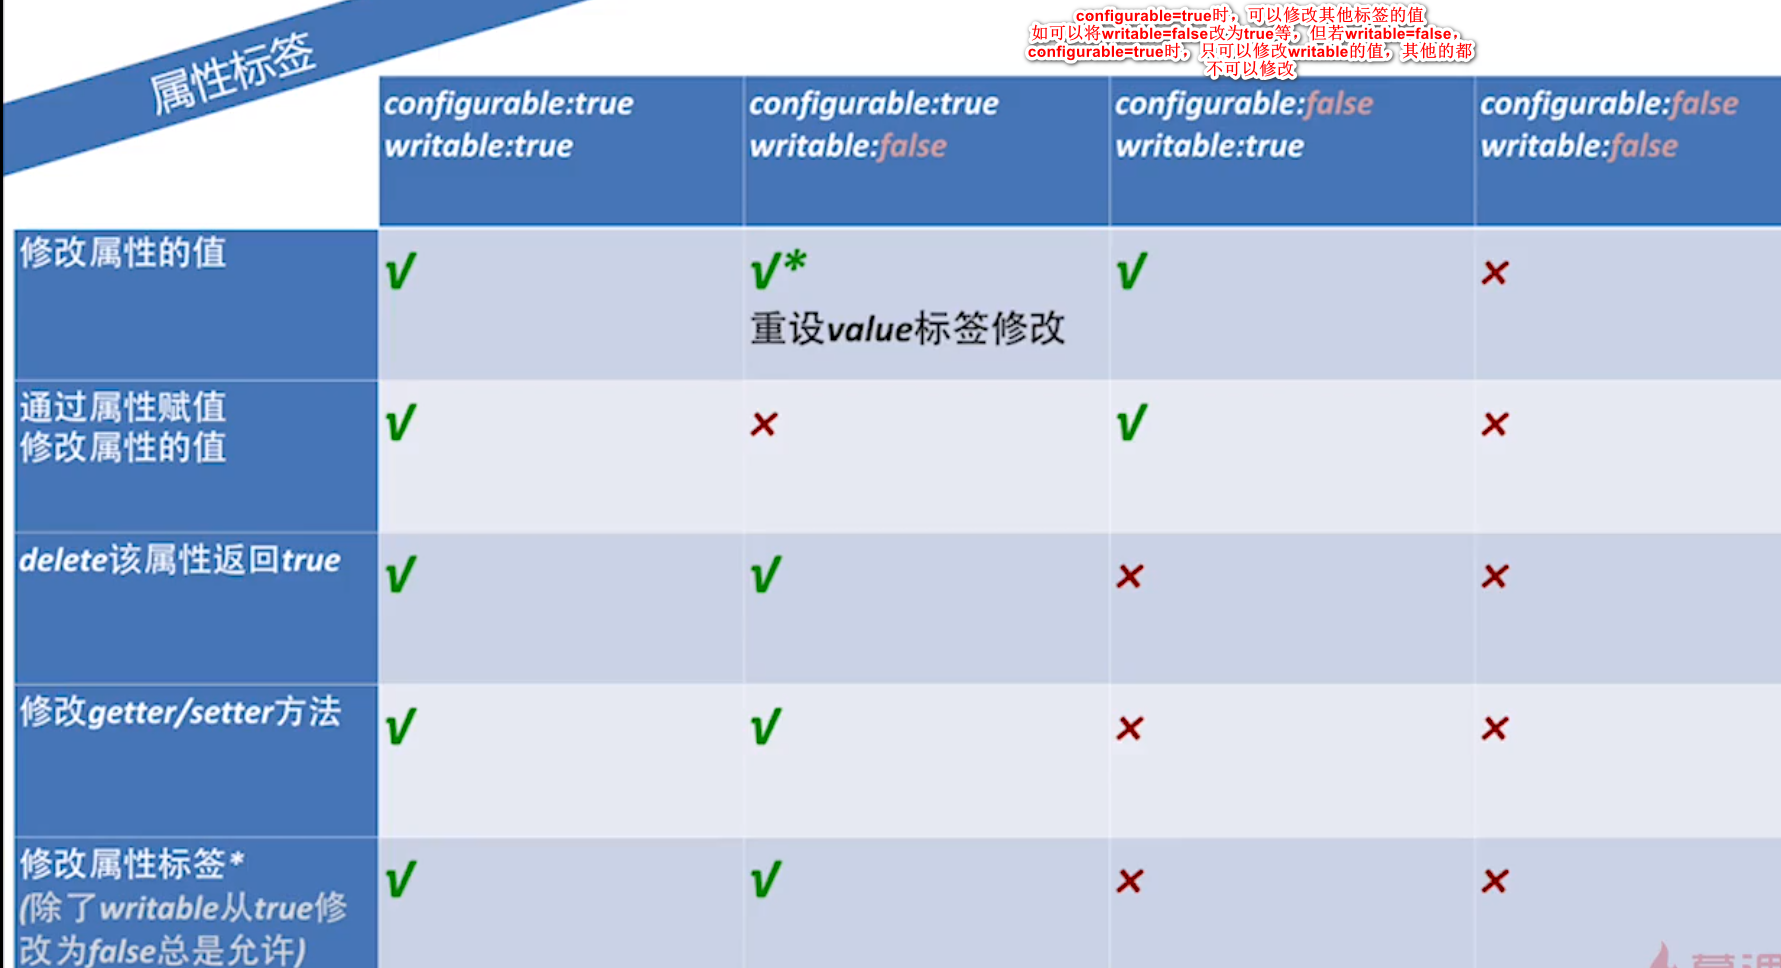 configurable=true时，可以修改其他标签的值
如可以将writable=false改为true等，但若writable=false，
configurable=true时，只可以修改writable的值，其他的都
不可以修改
属性标签
configurable:true
writable:true
configurable:true
writable:false
configurable:false
writable:true
configurable:false
writable:false
修改属性的值
√
√*
重设value标签修改
√
×
通过属性赋值
修改属性的值
√
×
√
×
delete该属性返回true
√
√
×
×
修改getter/setter方法
√
√
×
×
修改属性标签*
(除了writable从true修
改为false总是允许)
√
√
×
×